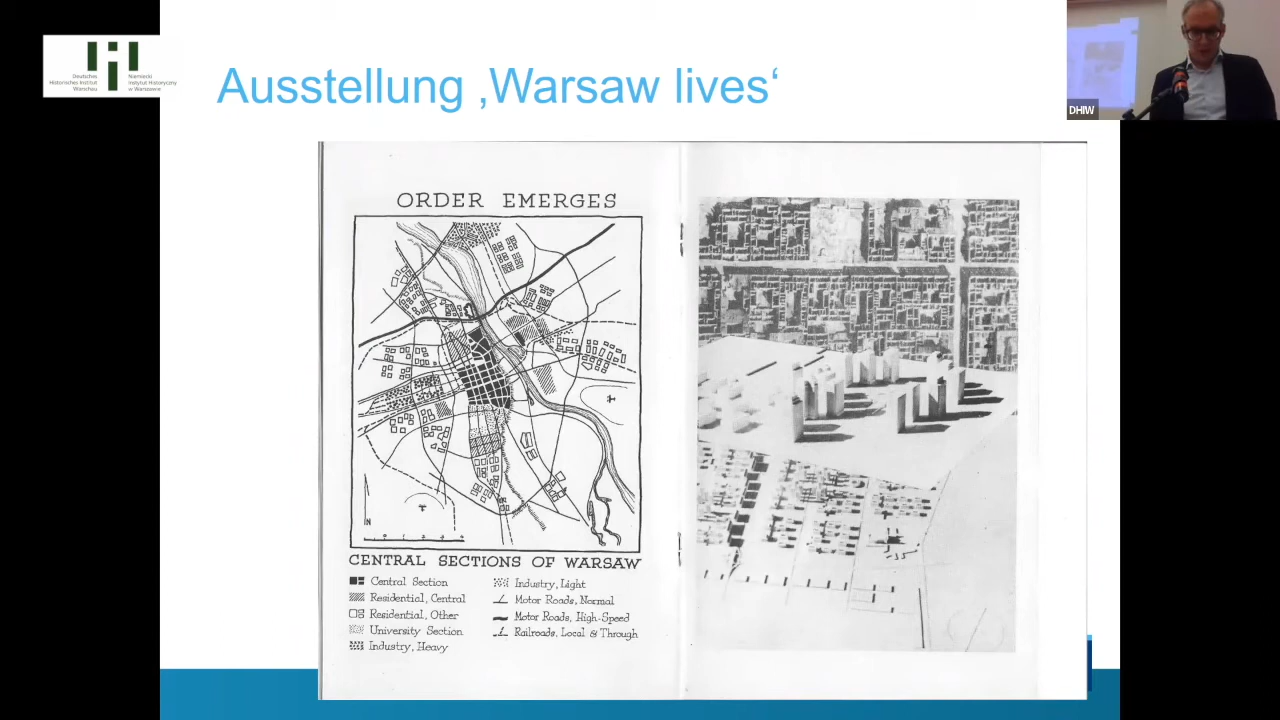 Deutsches
Historisches Institut
Warschau
Niemiecki
Instytut Historyczny
w Warszawie
Ausstellung ‚Warsaw lives‘
DHIW
ORDER EMERGES
N
CENTRAL SECTIONS OF WARSAW
Central Section
Residential, Central
Residential, Other
University Section
Industry, Heavy
Industry, Light
Motor Roads, Normal
Motor Roads, High-Speed
Railroads, Local & Through